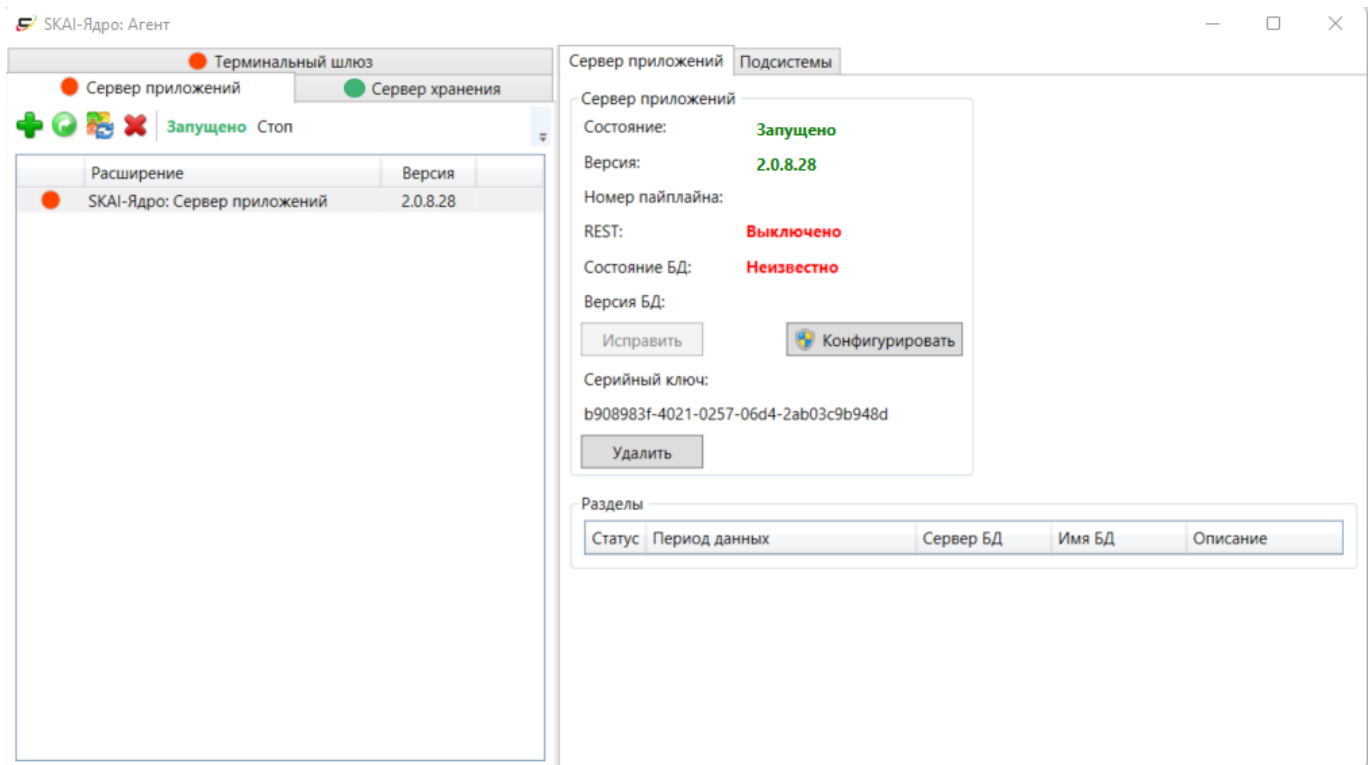 SKAI-Ядро: Агент
Терминальный шлюз
Сервер приложений
Сервер хранения
Запущено Стоп
Расширение Версия
SKAI-Ядро: Сервер приложений 2.0.8.28
Сервер приложений Подсистемы
Сервер приложений
Состояние: Запущено
Версия: 2.0.8.28
Номер пайплайна:
REST: Выключено
Состояние БД: Неизвестно
Версия БД:
Исправить Конфигурировать
Серийный ключ:
b908983f-4021-0257-06d4-2ab03c9b948d
Удалить
Разделы
Статус Период данных Сервер БД Имя БД Описание